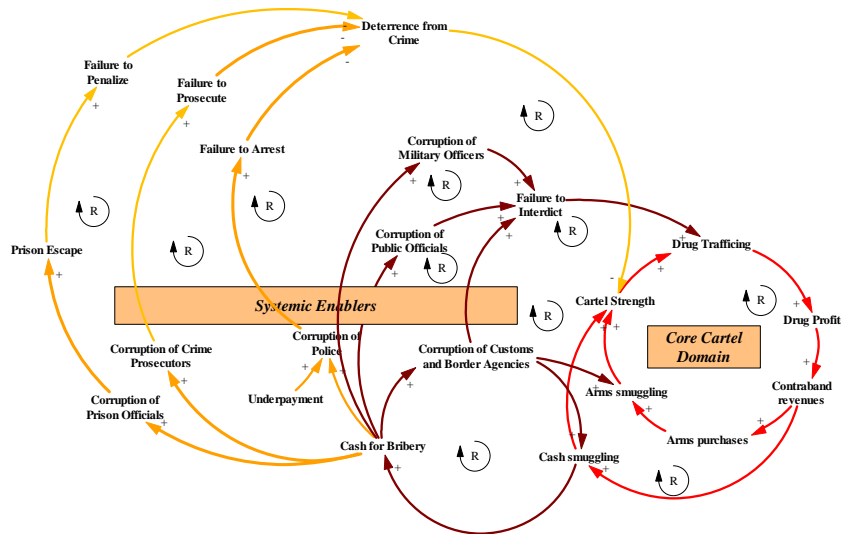 Deterrence from
Crime
-
-
-
Failure to
Penalize
+
Failure to
Prosecute
+
Failure to Arrest
+
R
Corruption of
Military Officers
+
R
+
Failure to
Interdict
+
+
R
R
R
Corruption of
Public Officials
+
R
+
Drug Trafficing
+
Prison Escape
+
R
-
Cartel Strength
+
+
R
+
Drug Profit
+
Systemic Enablers
R
Core Cartel
Domain
Corruption of
Police
+
+
Corruption of Crime
Prosecutors
+
Corruption of Customs
and Border Agencies
+
Contraband
revenues
Underpayment
Arms smuggling
+
+
Corruption of
Prison Officials
+
Arms purchases
+
Cash for Bribery
+
R
Cash smuggling
+
+
R